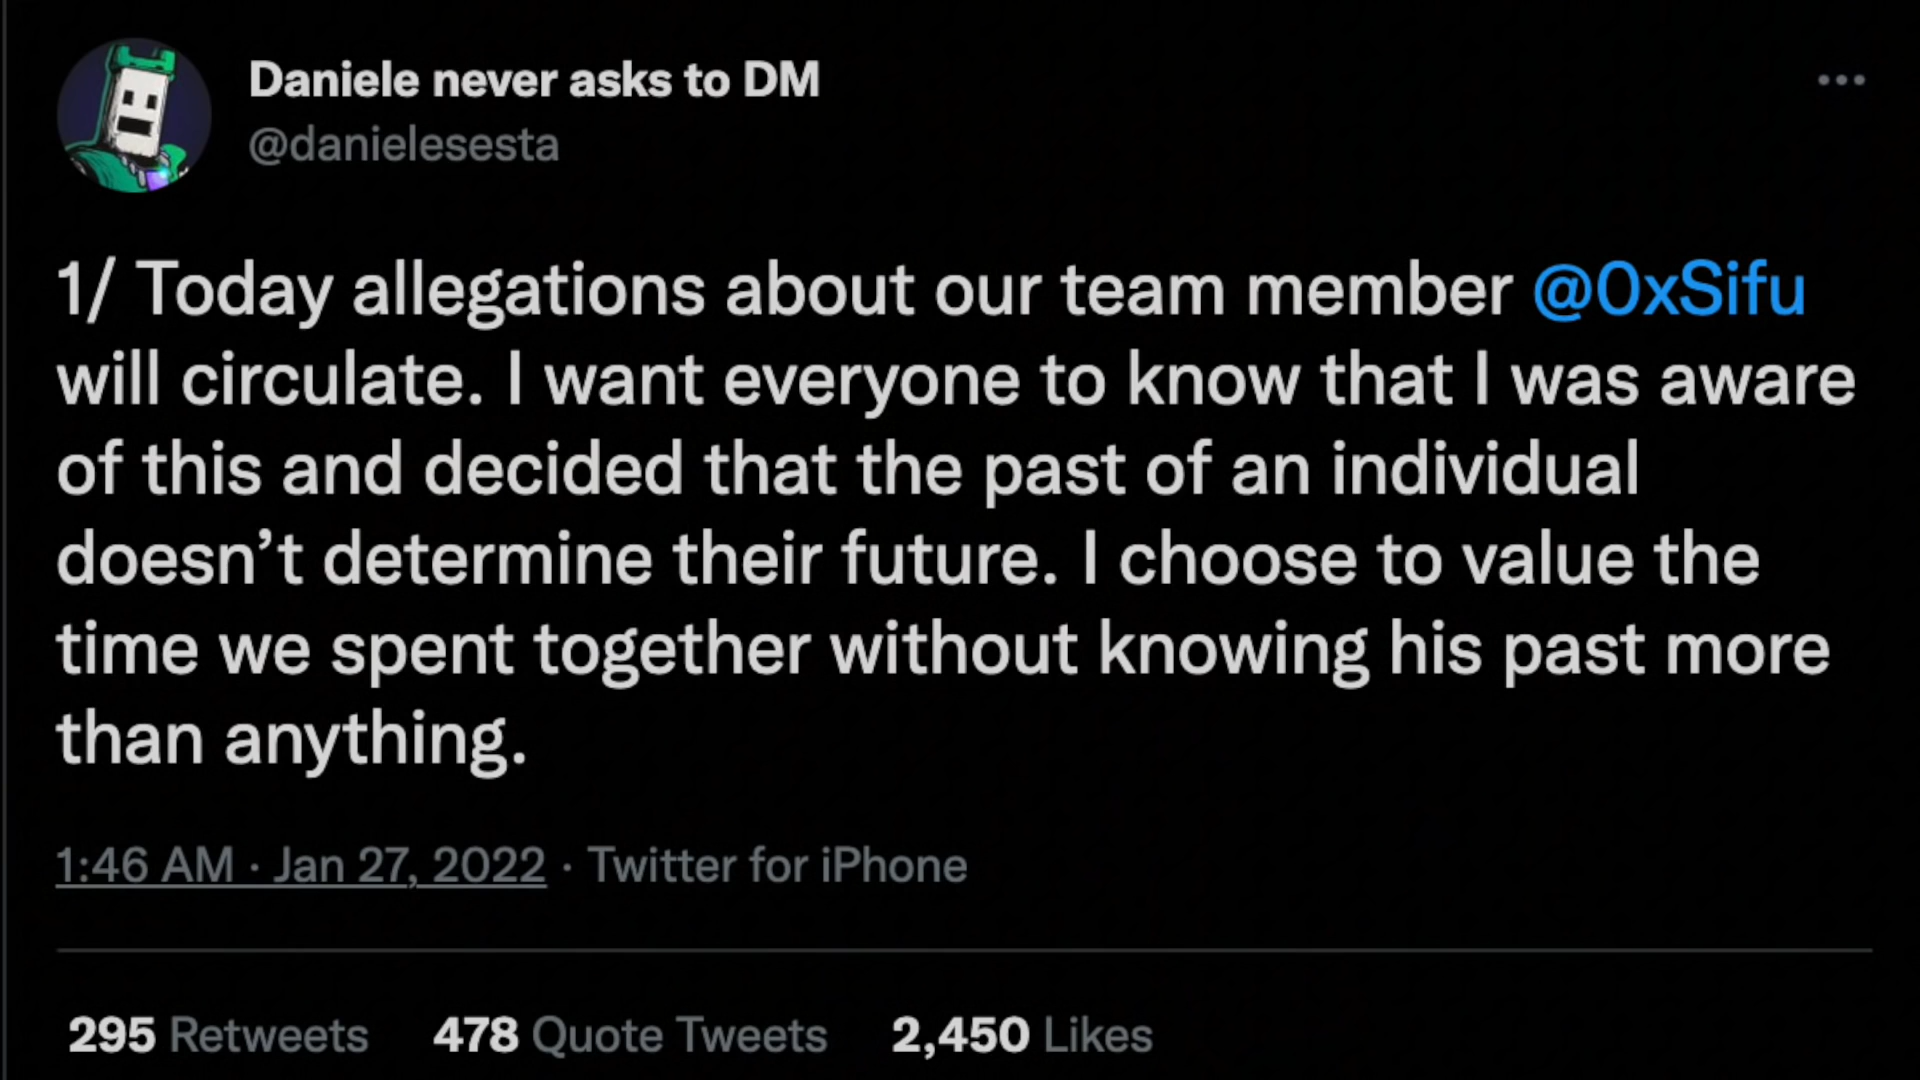 Daniele never asks to DM
@danielesesta
1/ Today allegations about our team member @0xSifu
will circulate. I want everyone to know that I was aware
of this and decided that the past of an individual
doesn’t determine their future. I choose to value the
time we spent together without knowing his past more
than anything.
1:46 AM · Jan 27, 2022 · Twitter for iPhone
295 Retweets 478 Quote Tweets 2,450 Likes